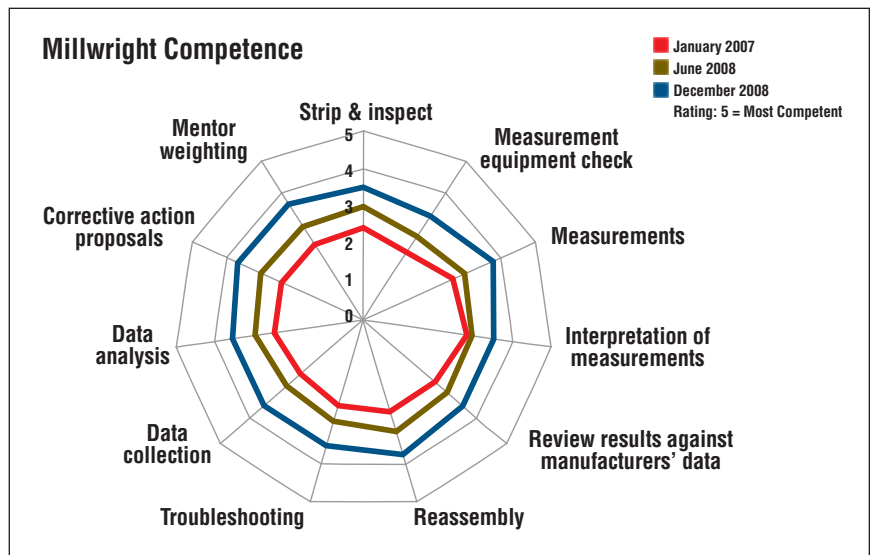 Millwright Competence
January 2007
June 2008
December 2008
Rating: 5 = Most Competent
Strip & inspect
Measurement
equipment check
Measurements
Interpretation of
measurements
Review results against
manufacturers’ data
Reassembly
Troubleshooting
Data
collection
Data
analysis
Corrective action
proposals
Mentor
weighting
5
4
3
2
1
0